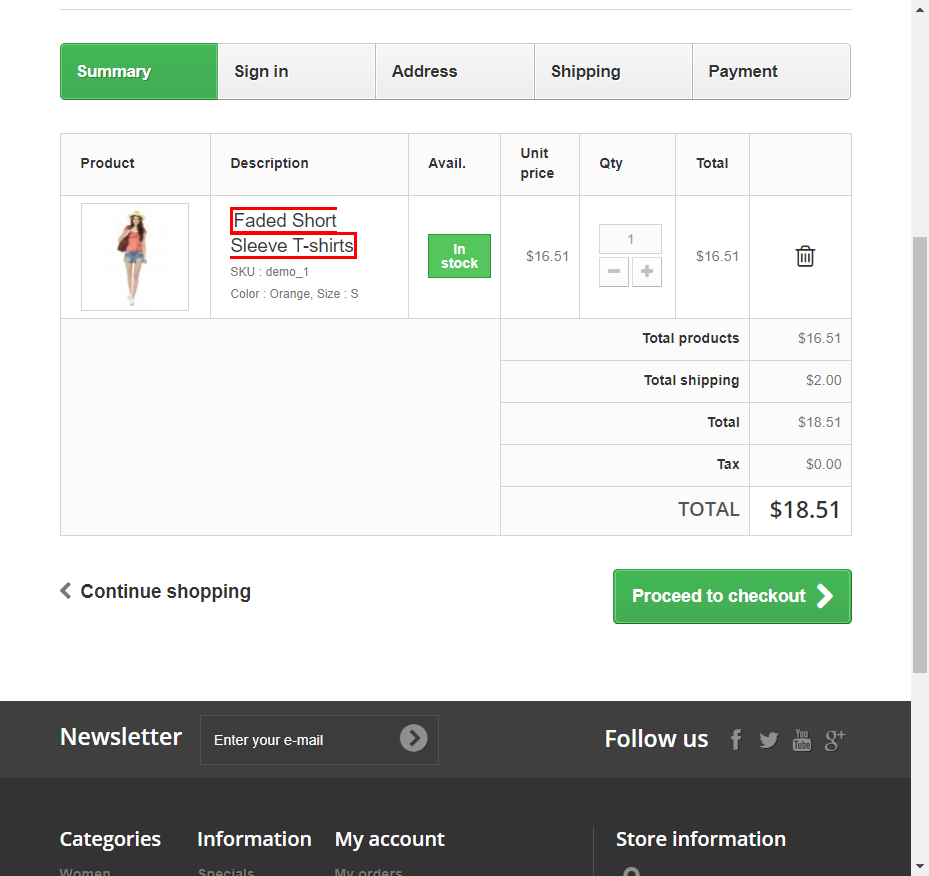 Summary
Sign in
Address
Shipping
Payment
Product
Description
Avail.
Unit
price
Qty
Total
Faded Short
Sleeve T-shirts
SKU : demo_1
Color : Orange, Size : S
In
stock
$16.51
1
$16.51
Total products $16.51
Total shipping $2.00
Total $18.51
Tax $0.00
TOTAL $18.51
Continue shopping
Proceed to checkout
Newsletter
Enter your e-mail
Follow us
You
Tube
g+
Categories
Information
My account
Store information
Women
Specials
My orders